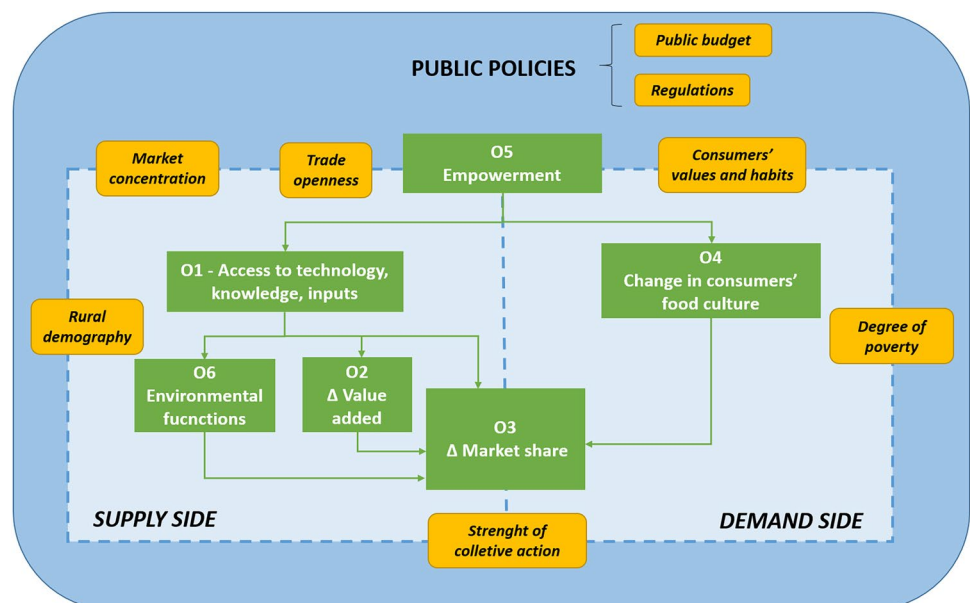 PUBLIC POLICIES
Public budget
Regulations
Market
concentration
Trade
openness
O5
Empowerment
Consumers’
values and habits
O1 - Access to technology,
knowledge, inputs
O4
Change in consumers’
food culture
Rural
demography
Degree of
poverty
O6
Environmental
fucnctions
O2
Δ Value
added
O3
Δ Market share
SUPPLY SIDE
DEMAND SIDE
Strenght of
colletive action